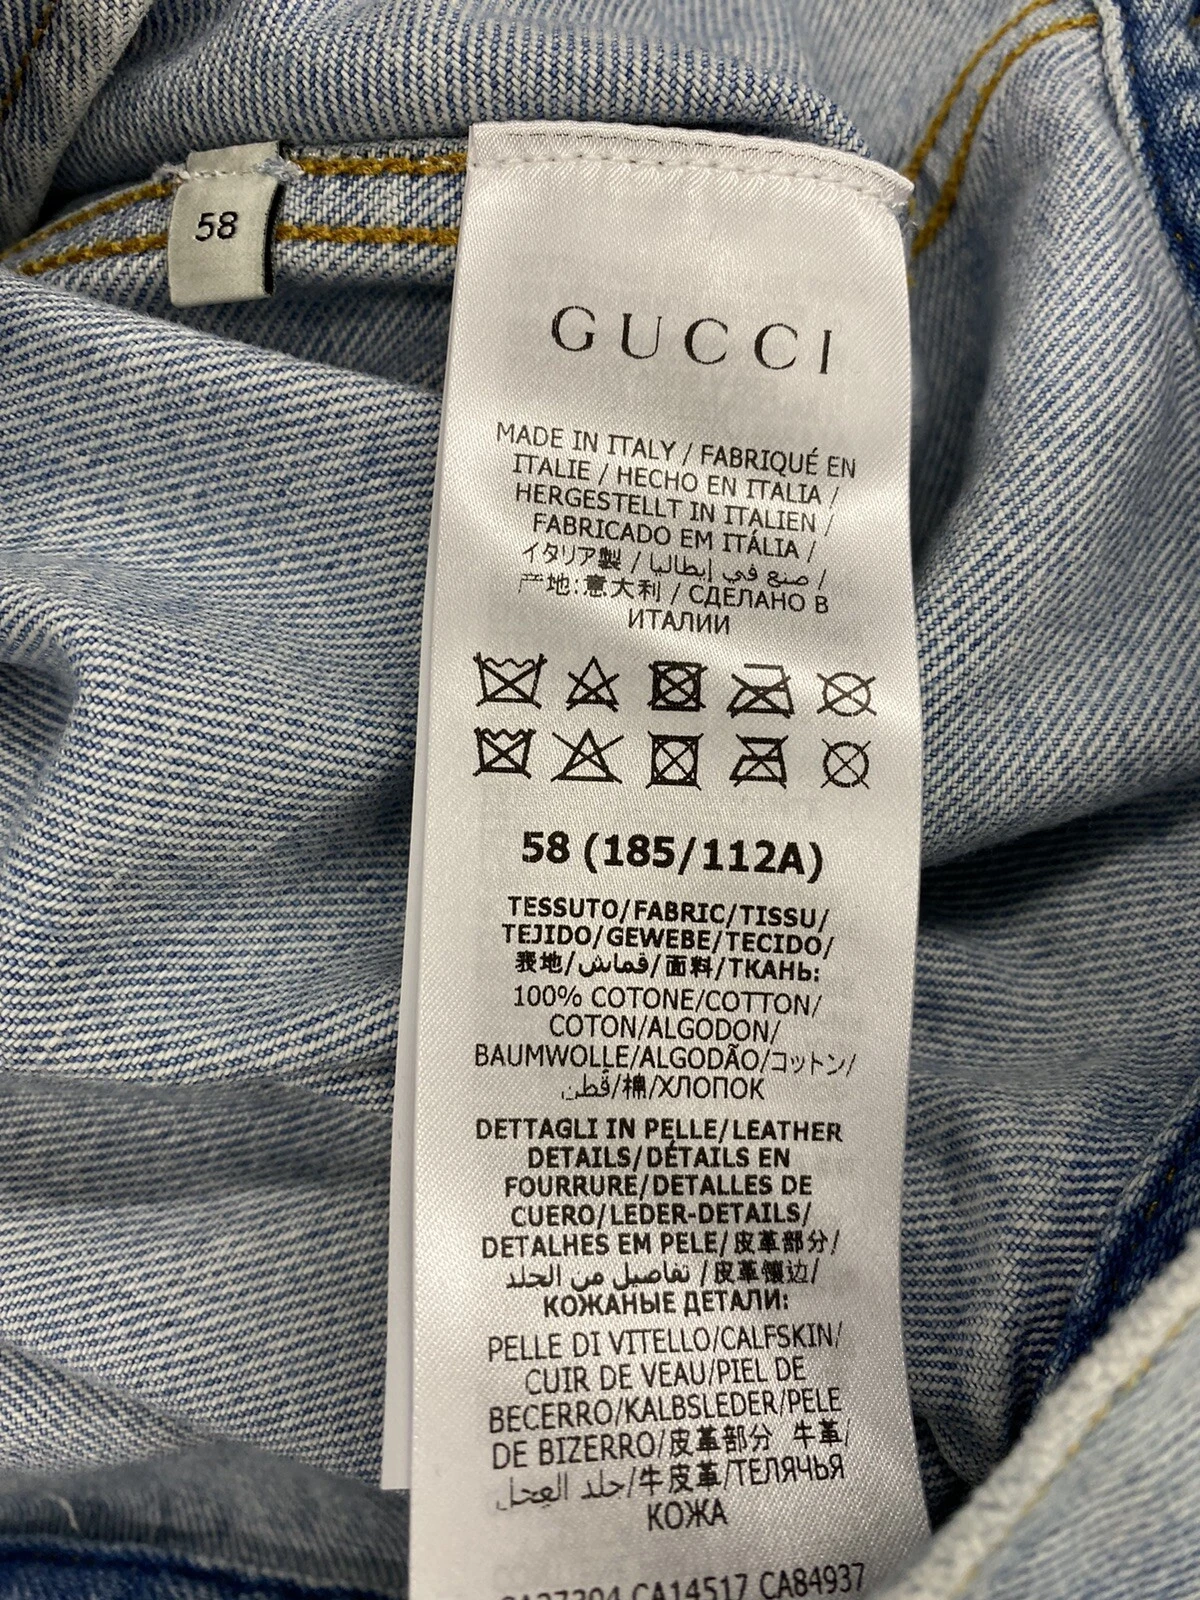 58
GUCCI
MADE IN ITALY / FABRIQUÉ EN
ITALIE / HECHO EN ITALIA /
HERGESTELLT IN ITALIEN /
FABRICADO EM ITÁLIA /
イタリア製 / صنع في إيطاليا /
产地:意大利 / СДЕЛАНО В
ИТАЛИИ
58 (185/112A)
TESSUTO/FABRIC/TISSU/
TEJIDO/GEWEBE/TECIDO/
表地/قماش/面料/ТКАНЬ:
100% COTONE/COTTON/
COTON/ALGODON/
BAUMWOLLE/ALGODÃO/コットン/
قطن/棉/ХЛОПОК
DETTAGLI IN PELLE/LEATHER
DETAILS/DÉTAILS EN
FOURRURE/DETALLES DE
CUERO/LEDER-DETAILS/
DETALHES EM PELE/皮革部分/
تفاصيل من الجلد /皮革镶边/
КОЖАНЫЕ ДЕТАЛИ:
PELLE DI VITELLO/CALFSKIN/
CUIR DE VEAU/PIEL DE
BECERRO/KALBSLEDER/PELE
DE BIZERRO/皮革部分 牛革/
جلد العجل/牛皮革/ТЕЛЯЧЬЯ
КОЖА
CA14517 CA84937